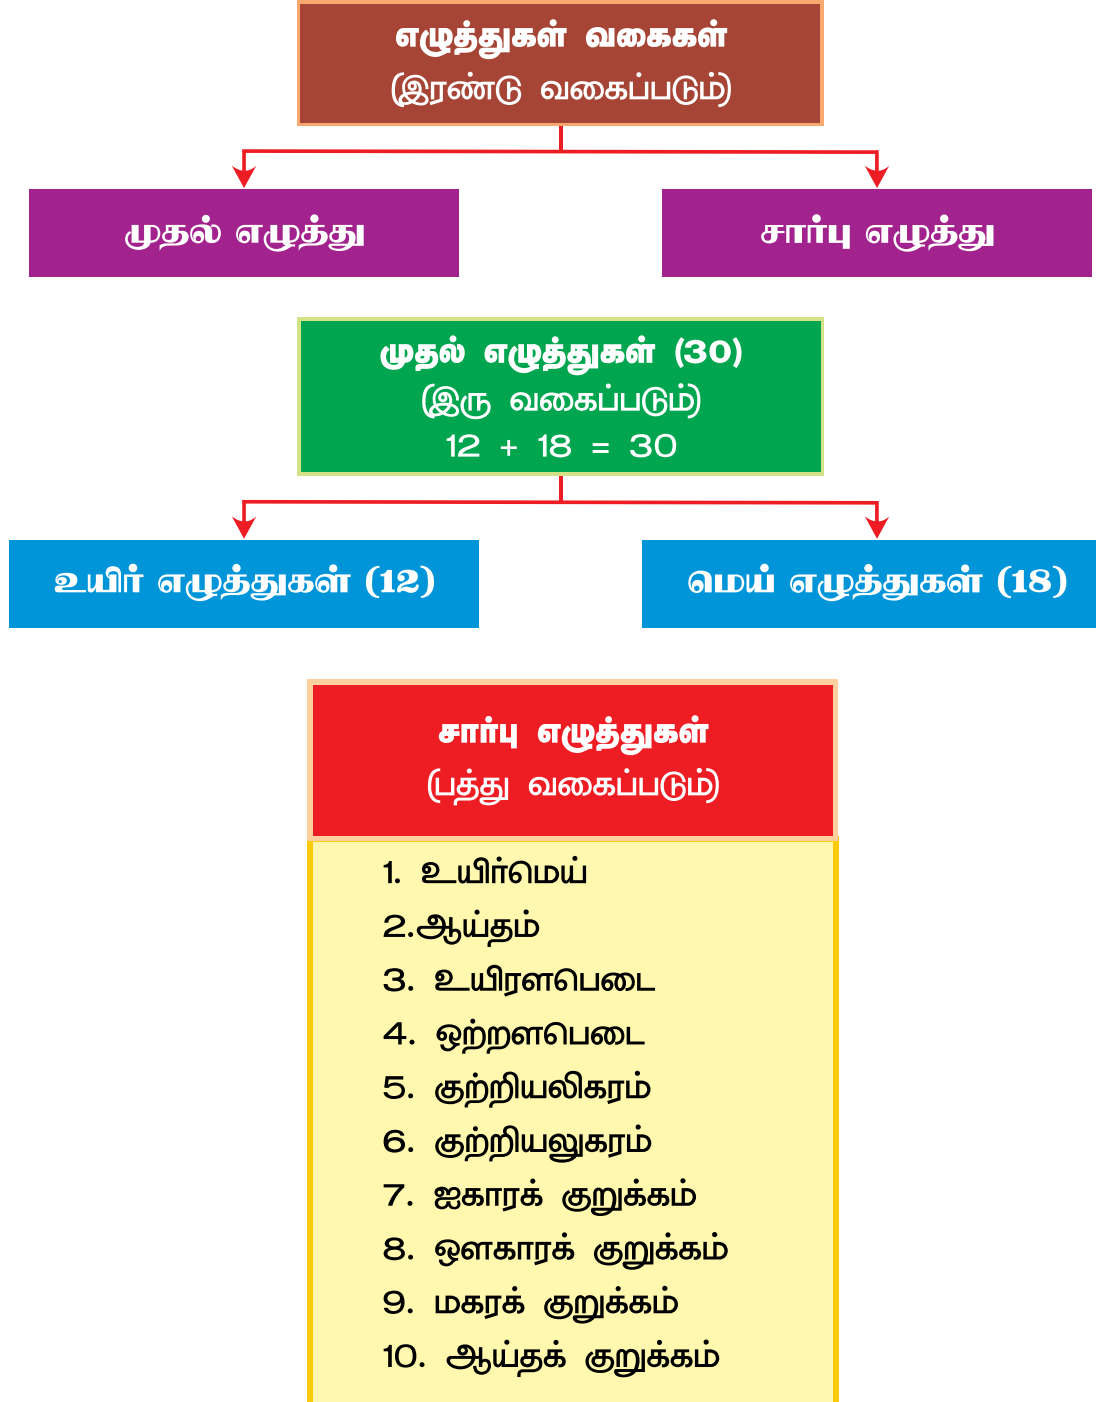 எழுத்துகள் வகைகள்
(இரண்டு வகைப்படும்)
முதல் எழுத்து
சார்பு எழுத்து
முதல் எழுத்துகள் (30)
(இரு வகைப்படும்)
12 + 18 = 30
உயிர் எழுத்துகள் (12)
மெய் எழுத்துகள் (18)
சார்பு எழுத்துகள்
(பத்து வகைப்படும்)
1. உயிர்மெய்
2.ஆய்தம்
3. உயிரளபெடை
4. ஒற்றளபெடை
5. குற்றியலிகரம்
6. குற்றியலுகரம்
7. ஐகாரக் குறுக்கம்
8. ஔகாரக் குறுக்கம்
9. மகரக் குறுக்கம்
10. ஆய்தக் குறுக்கம்